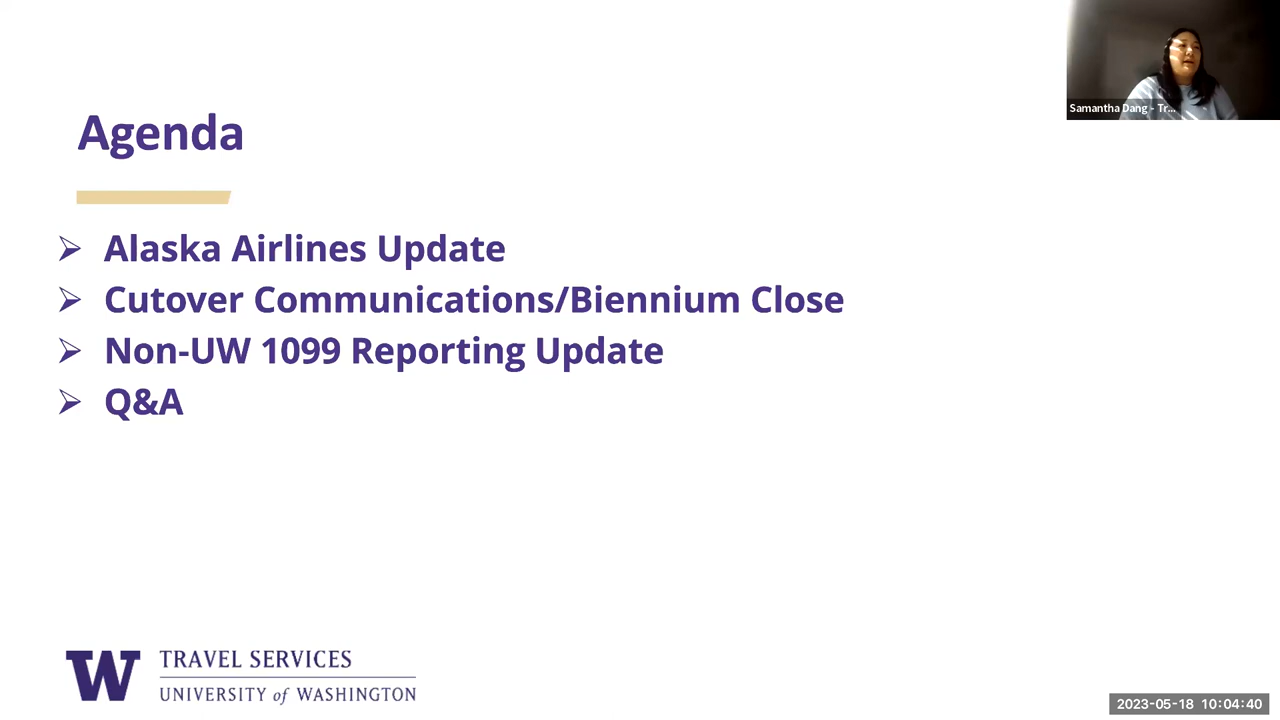 Samantha Dang - Tr...
Agenda
➢ Alaska Airlines Update
➢ Cutover Communications/Biennium Close
➢ Non-UW 1099 Reporting Update
➢ Q&A
W
TRAVEL SERVICES
UNIVERSITY of WASHINGTON
2023-05-18 10:04:40